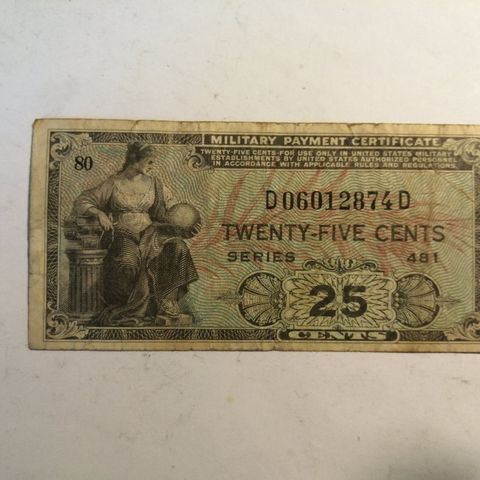 MILITARY PAYMENT CERTIFICATE
TWENTY-FIVE CENTS-FOR USE ONLY IN UNITED STATES MILITARY
ESTABLISHMENTS BY UNITED STATES AUTHORIZED PERSONNEL
IN ACCORDANCE WITH APPLICABLE RULES AND REGULATIONS.
80
D06012874D
TWENTY-FIVE CENTS
SERIES 481
25
CENTS